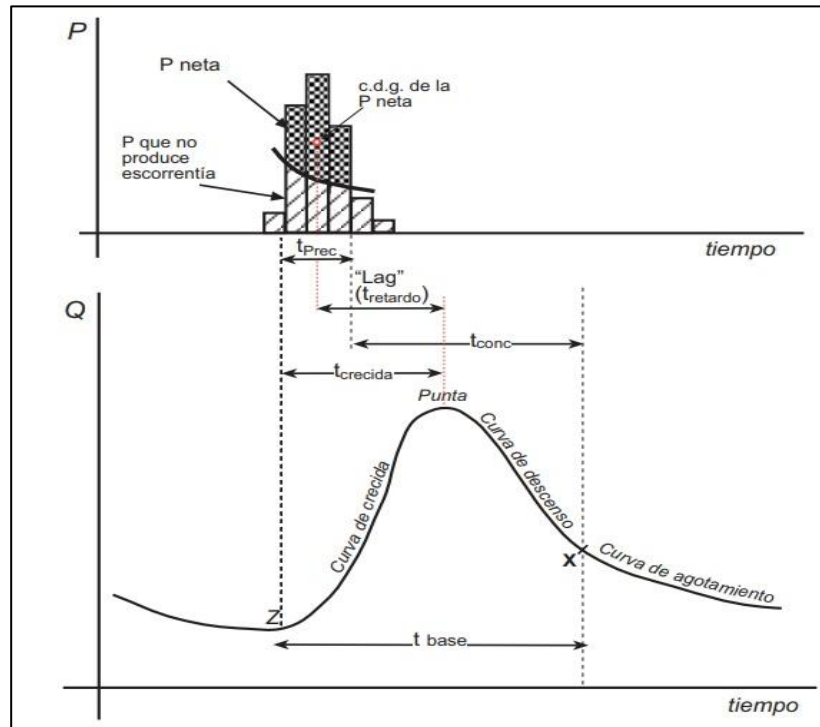 P
P neta
c.d.g. de la
P neta
P que no
produce
escorrentía
tiempo
tPrec
"Lag"
(tretardo)
Q
tconc
tcrecida
Punta
Curva de crecida
Curva de descenso
X
Curva de agotamiento
Z
t base
tiempo